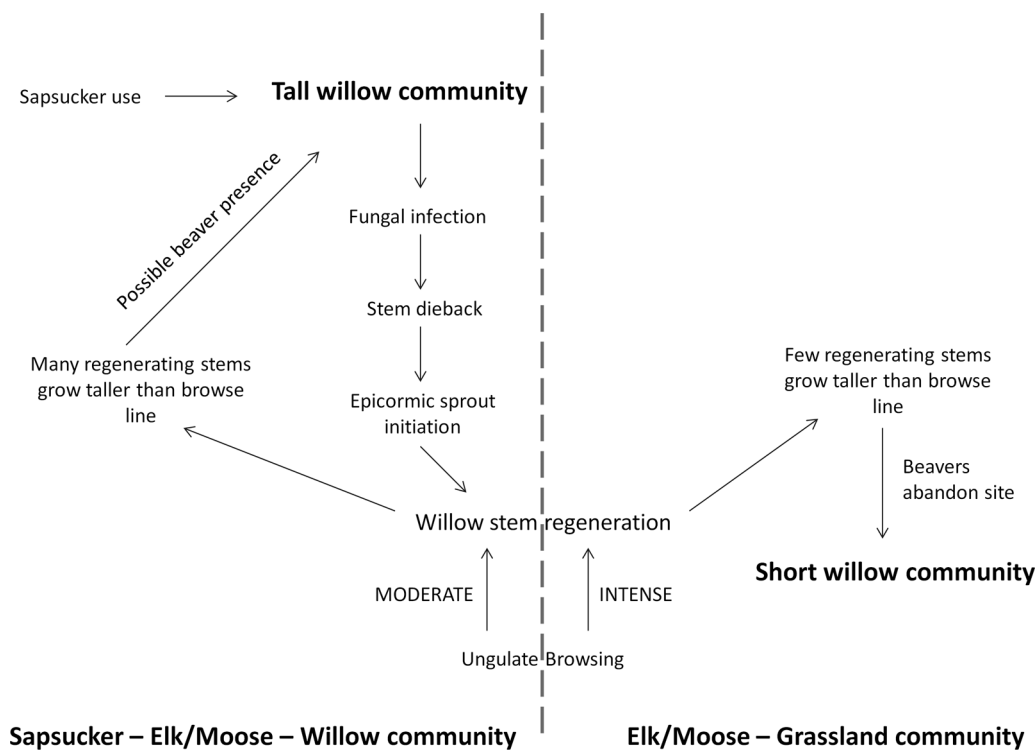 Sapsucker use
Tall willow community
Possible beaver presence
Fungal infection
Stem dieback
Many regenerating stems
grow taller than browse
line
Epicormic sprout
initiation
Few regenerating stems
grow taller than browse
line
Beavers
abandon site
Willow stem regeneration
Short willow community
MODERATE
INTENSE
Ungulate Browsing
Sapsucker – Elk/Moose – Willow community
Elk/Moose – Grassland community